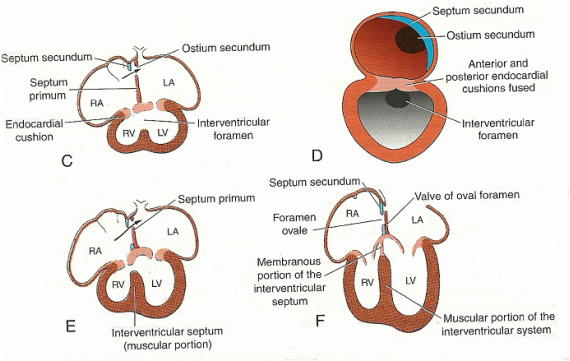 Septum secundum
Ostium secundum
Septum
primum
LA
RA
Endocardial
cushion
RV
LV
Interventricular
foramen
C
Septum secundum
Ostium secundum
Anterior and
posterior endocardial
cushions fused
Interventricular
foramen
D
Septum primum
RA
LA
RV
LV
Interventricular septum
(muscular portion)
E
Septum secundum
Valve of oval foramen
RA
LA
Foramen
ovale
Membranous
portion of the
interventricular
septum
RV
LV
Muscular portion of the
interventricular system
F